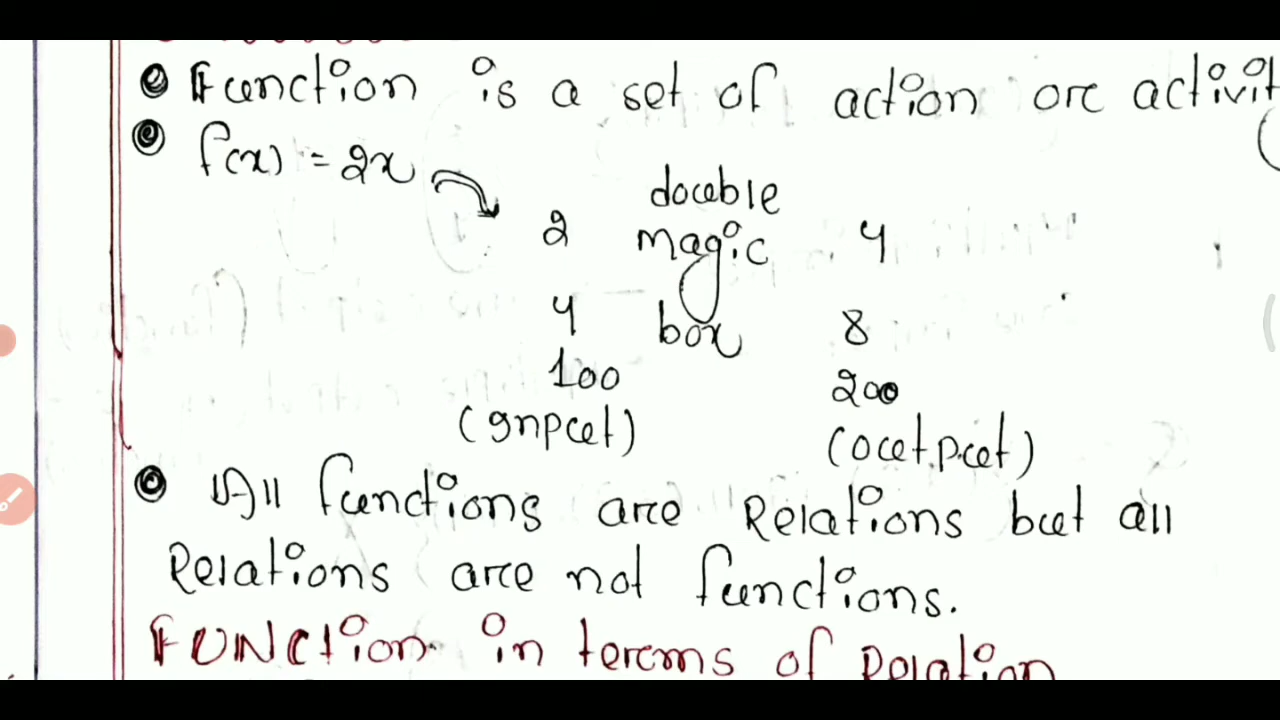 Function is a set of action or activit
f(x) = 2x
double
2 magic 4
4 box 8
100 200
(Input) (output)
All functions are Relations but all
Relations are not functions.
FUNCTion in terms of Relation